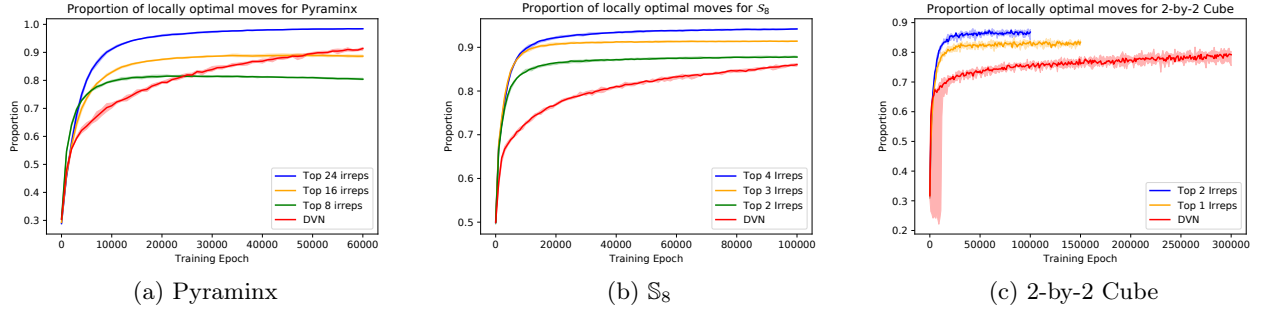 Proportion of locally optimal moves for Pyraminx
1.0
0.9
0.8
0.7
0.6
0.5
0.4
0.3
Proportion
0 10000 20000 30000 40000 50000 60000
Training Epoch
Top 24 irreps
Top 16 irreps
Top 8 irreps
DVN
(a) Pyraminx
Proportion of locally optimal moves for 𝒮₈
0.9
0.8
0.7
0.6
0.5
Proportion
0 20000 40000 60000 80000 100000
Training Epoch
Top 4 Irreps
Top 3 Irreps
Top 2 Irreps
DVN
(b) 𝕊₈
Proportion of locally optimal moves for 2-by-2 Cube
0.9
0.8
0.7
0.6
0.5
0.4
0.3
0.2
Proportion
0 50000 100000 150000 200000 250000 300000
Training Epoch
Top 2 Irreps
Top 1 Irreps
DVN
(c) 2-by-2 Cube